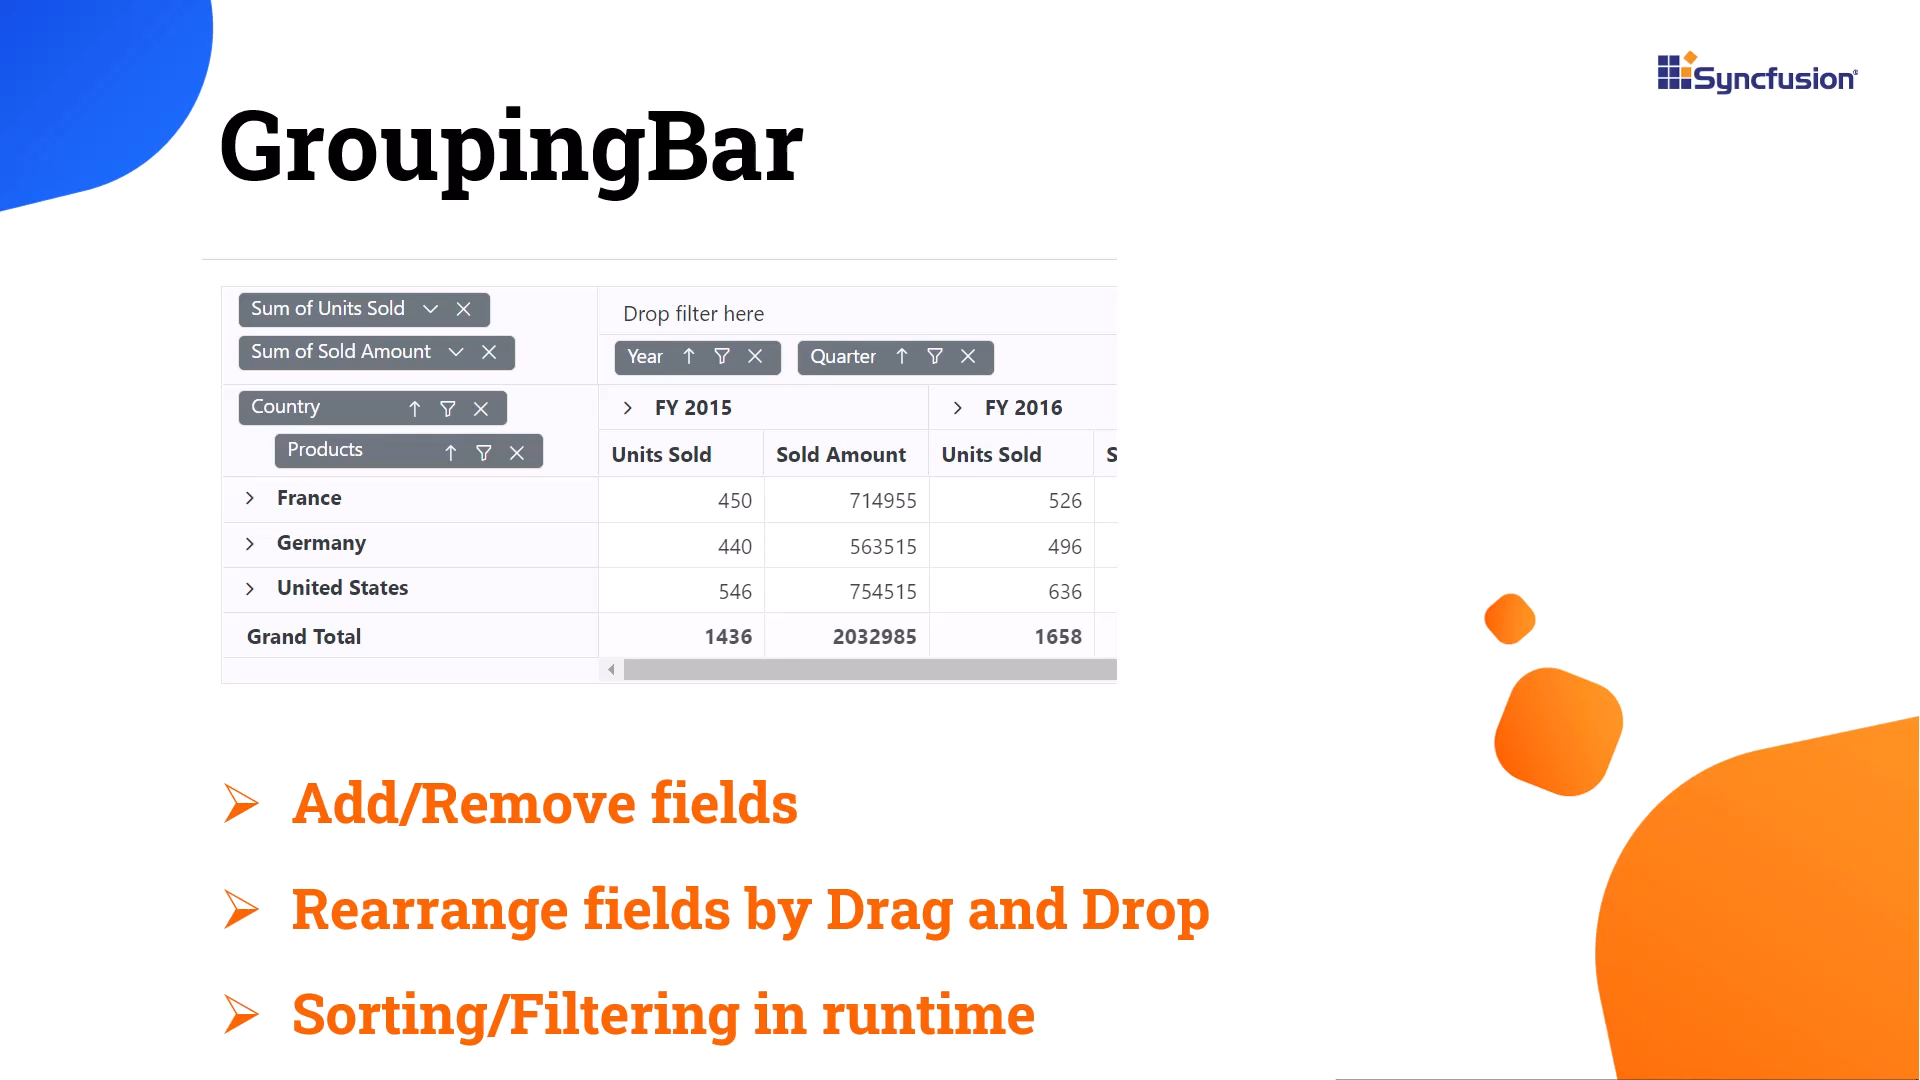 Syncfusion®
GroupingBar
Sum of Units Sold
Sum of Sold Amount
Drop filter here
Year
Quarter
Country
Products
FY 2015
FY 2016
Units Sold
Sold Amount
Units Sold
S
France
450
714955
526
Germany
440
563515
496
United States
546
754515
636
Grand Total
1436
2032985
1658
Add/Remove fields
Rearrange fields by Drag and Drop
Sorting/Filtering in runtime